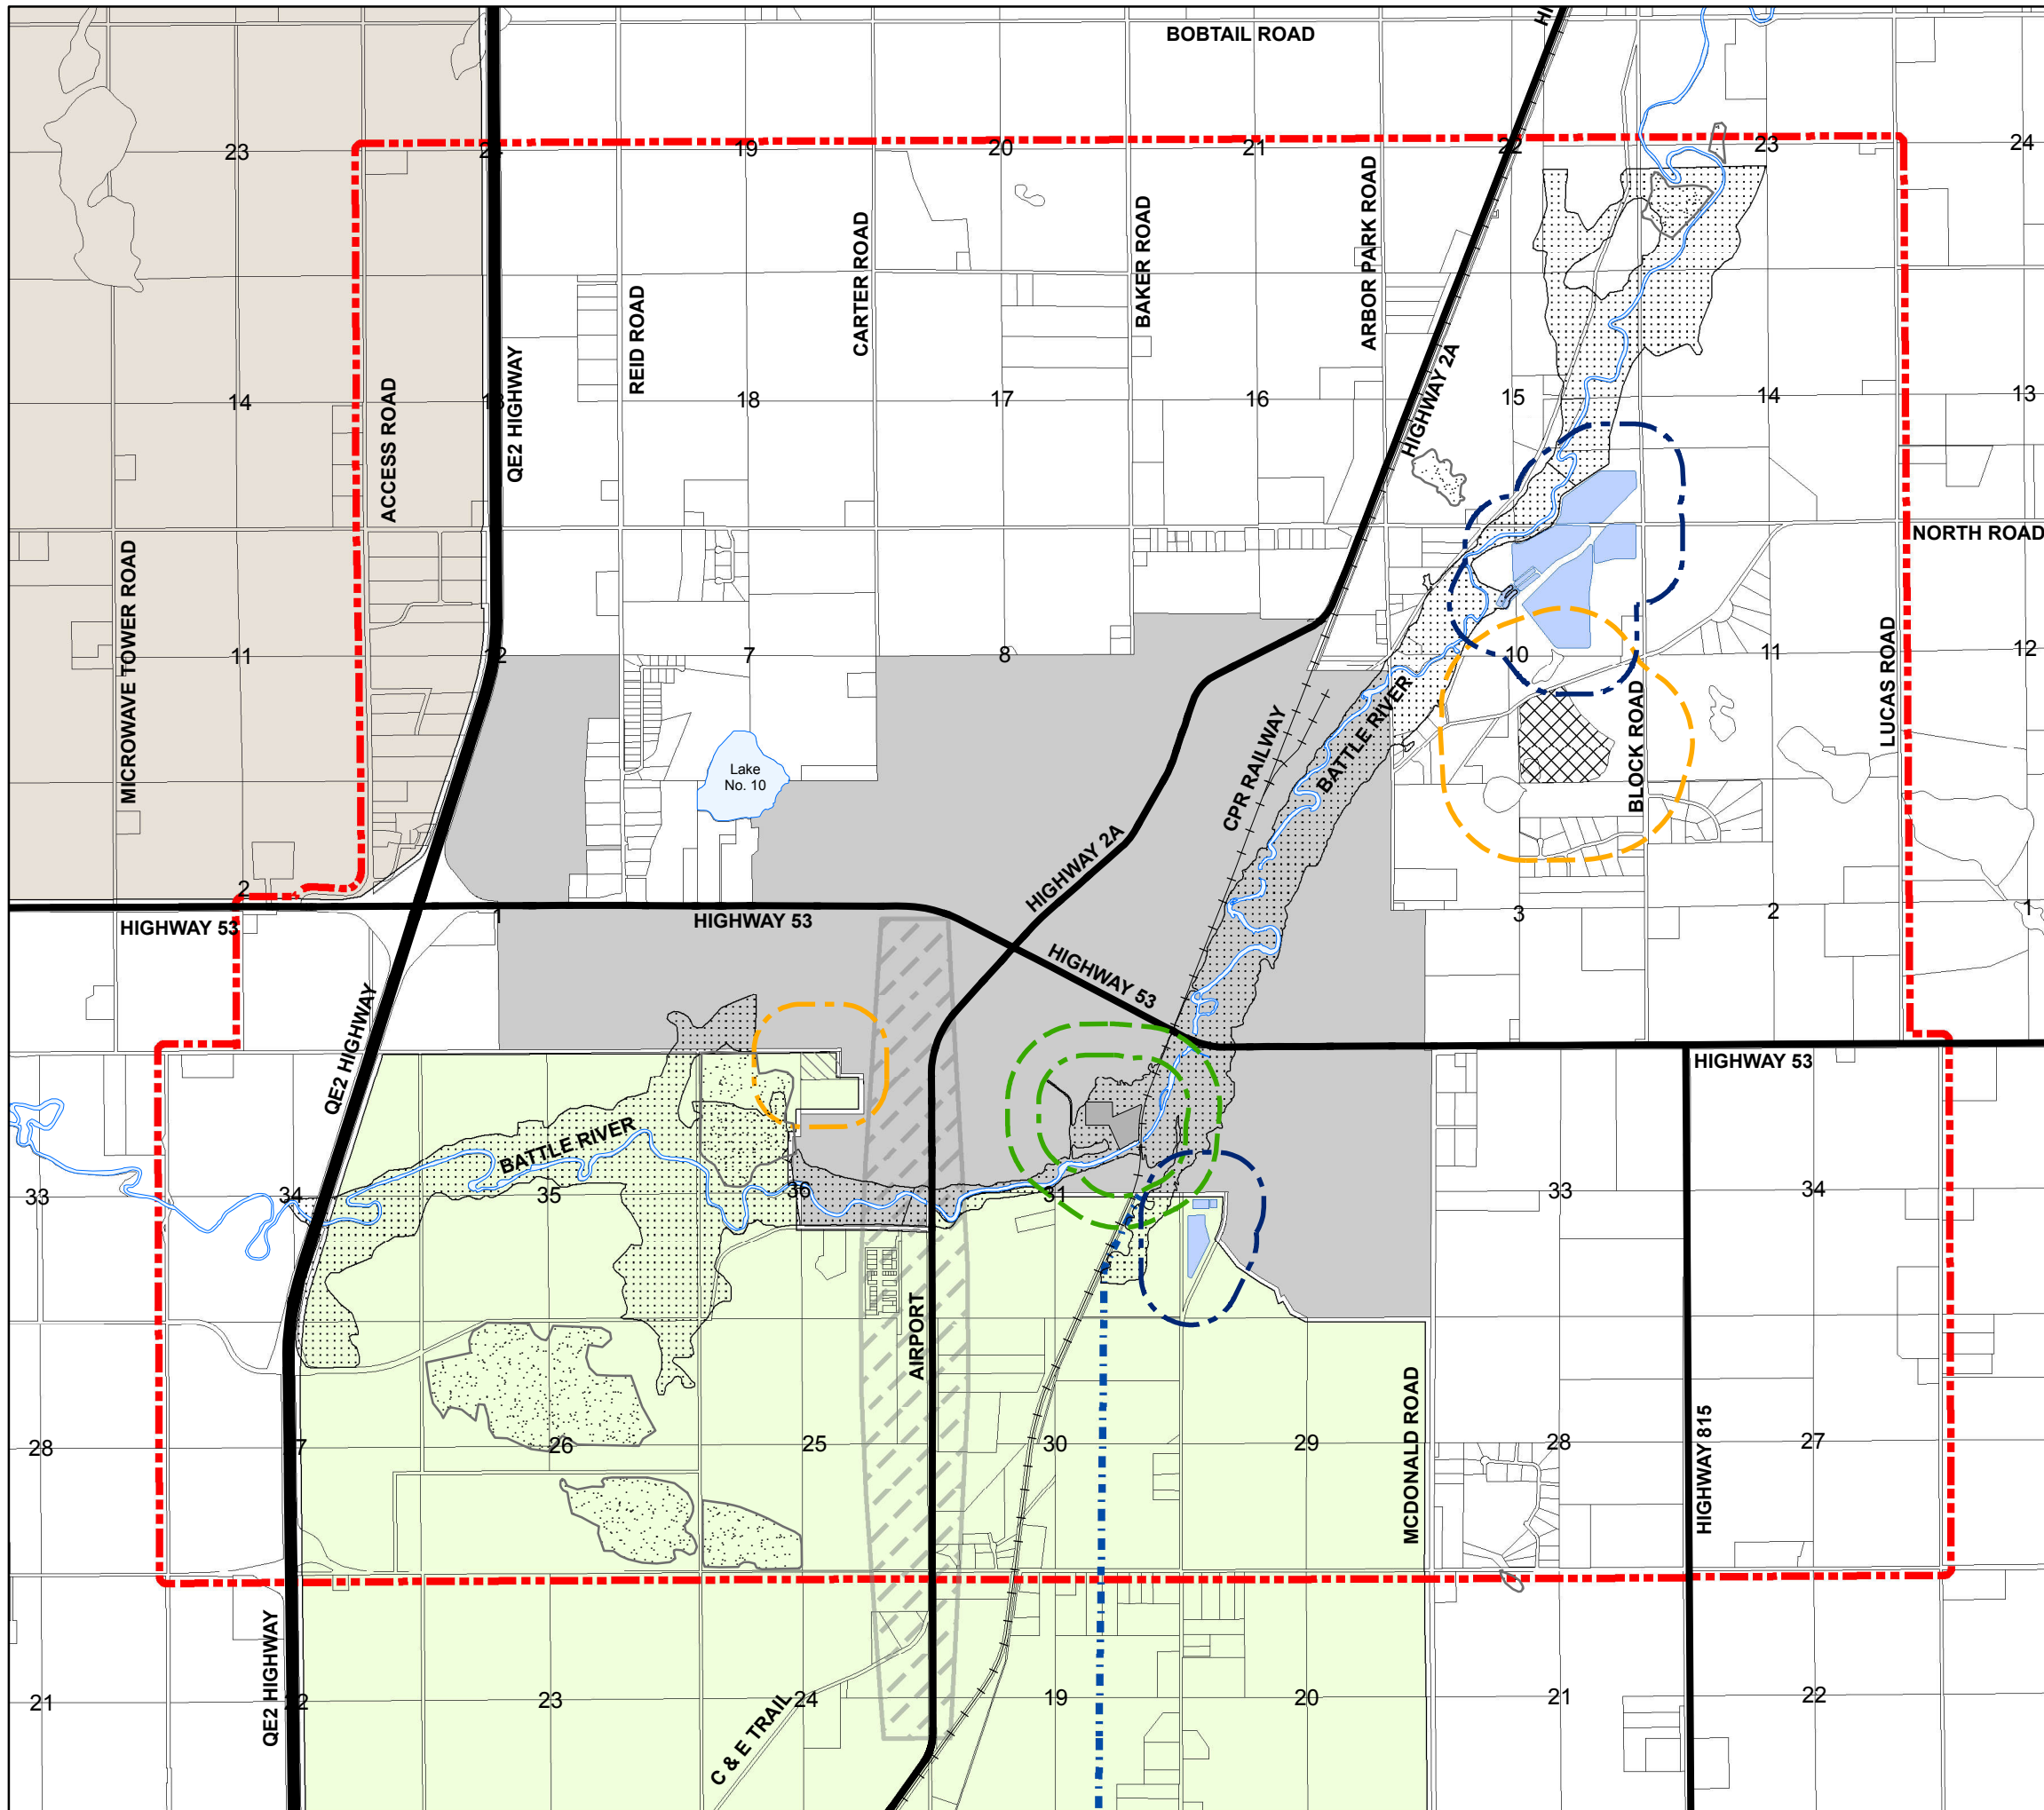 BOBTAIL ROAD
23
19
20
21
22
23
24
ACCESS ROAD
QE2 HIGHWAY
REID ROAD
CARTER ROAD
BAKER ROAD
ARBOR PARK ROAD
HIGHWAY 2A
14
18
17
16
15
14
13
NORTH ROAD
MICROWAVE TOWER ROAD
11
12
7
8
10
11
12
LUCAS ROAD
BLOCK ROAD
BATTLE RIVER
CPR RAILWAY
Lake
No. 10
HIGHWAY 2A
2
1
3
2
1
HIGHWAY 53
HIGHWAY 53
HIGHWAY 53
QE2 HIGHWAY
HIGHWAY 53
BATTLE RIVER
33
34
35
36
31
33
34
AIRPORT
MCDONALD ROAD
HIGHWAY 815
28
26
25
30
29
28
27
QE2 HIGHWAY
C & E TRAIL
21
22
23
24
19
20
21
22